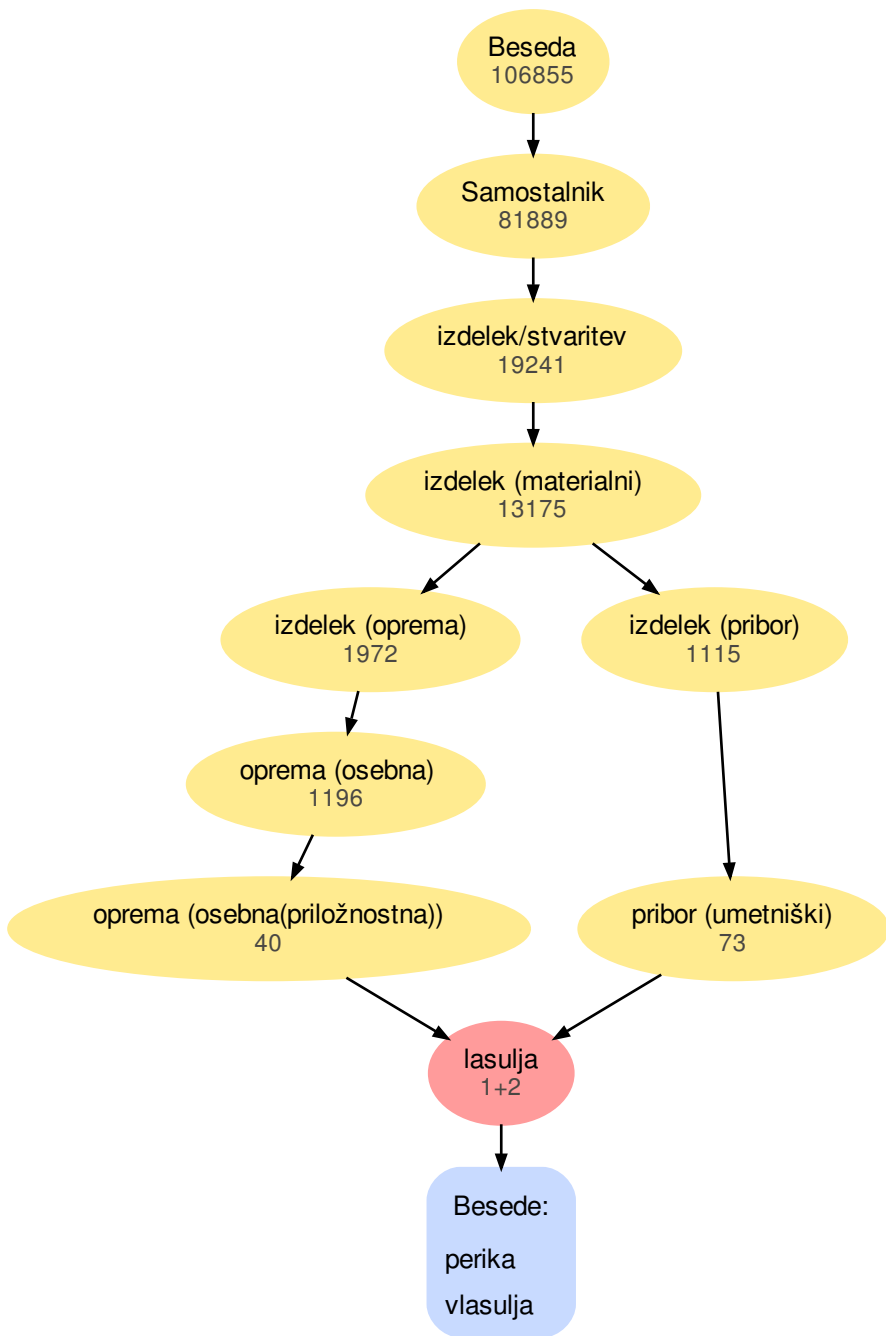 Beseda
106855
Samostalnik
81889
izdelek/stvaritev
19241
izdelek (materialni)
13175
izdelek (oprema)
1972
izdelek (pribor)
1115
oprema (osebna)
1196
oprema (osebna(priložnostna))
40
pribor (umetniški)
73
lasulja
1+2
Besede:
perika
vlasulja